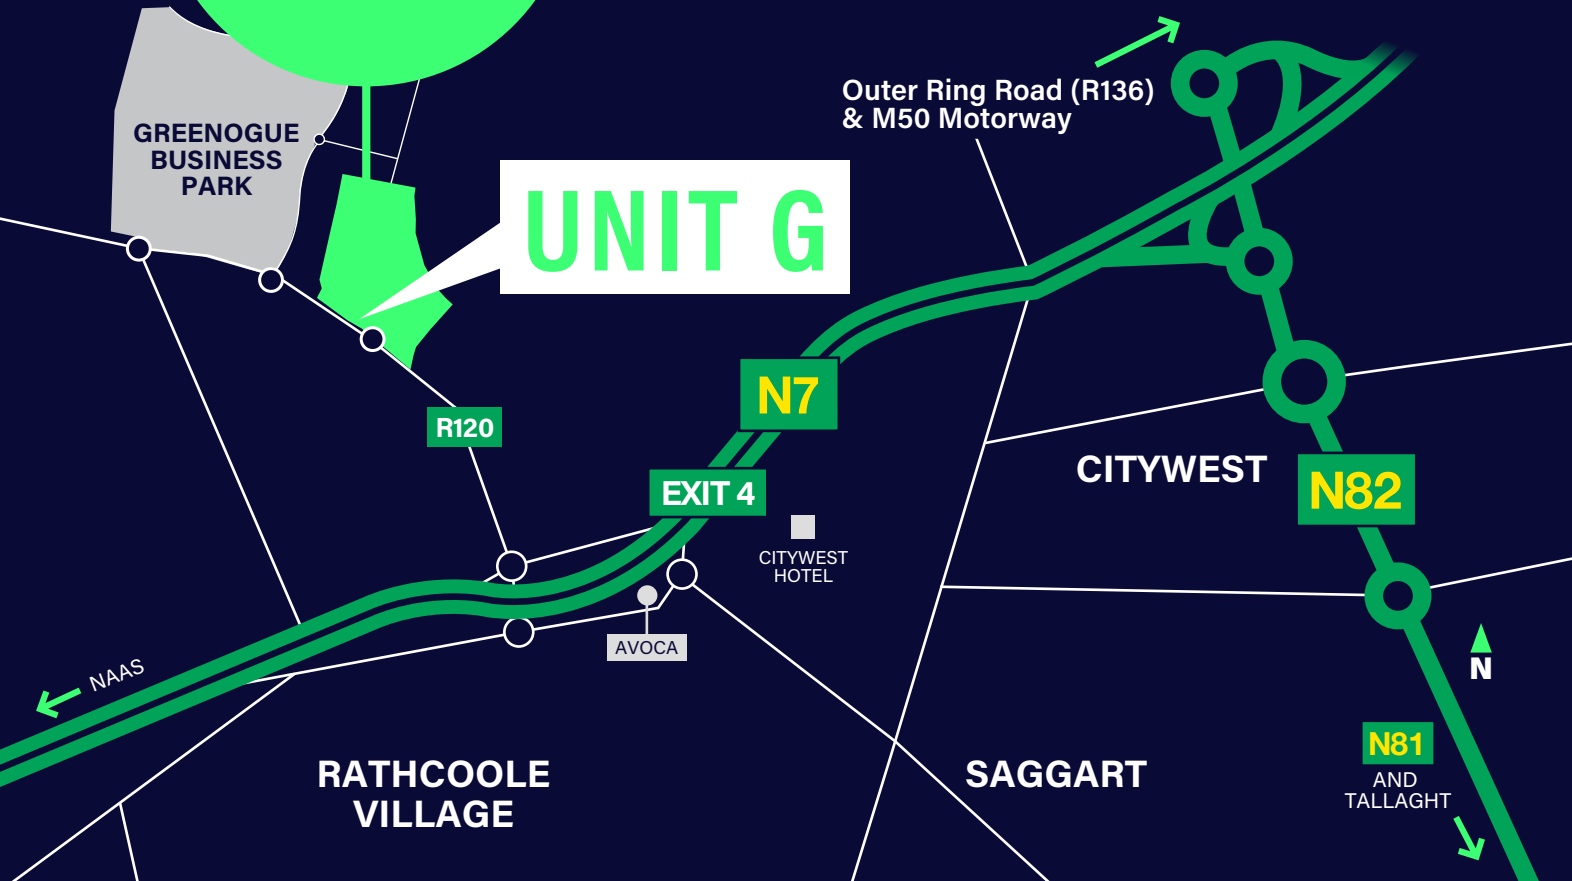 Outer Ring Road (R136)
& M50 Motorway
GREENOGUE
BUSINESS
PARK
UNIT G
N7
R120
CITYWEST
N82
EXIT 4
CITYWEST
HOTEL
AVOCA
NAAS
N
N81
AND
TALLAGHT
RATHCOOLE
VILLAGE
SAGGART